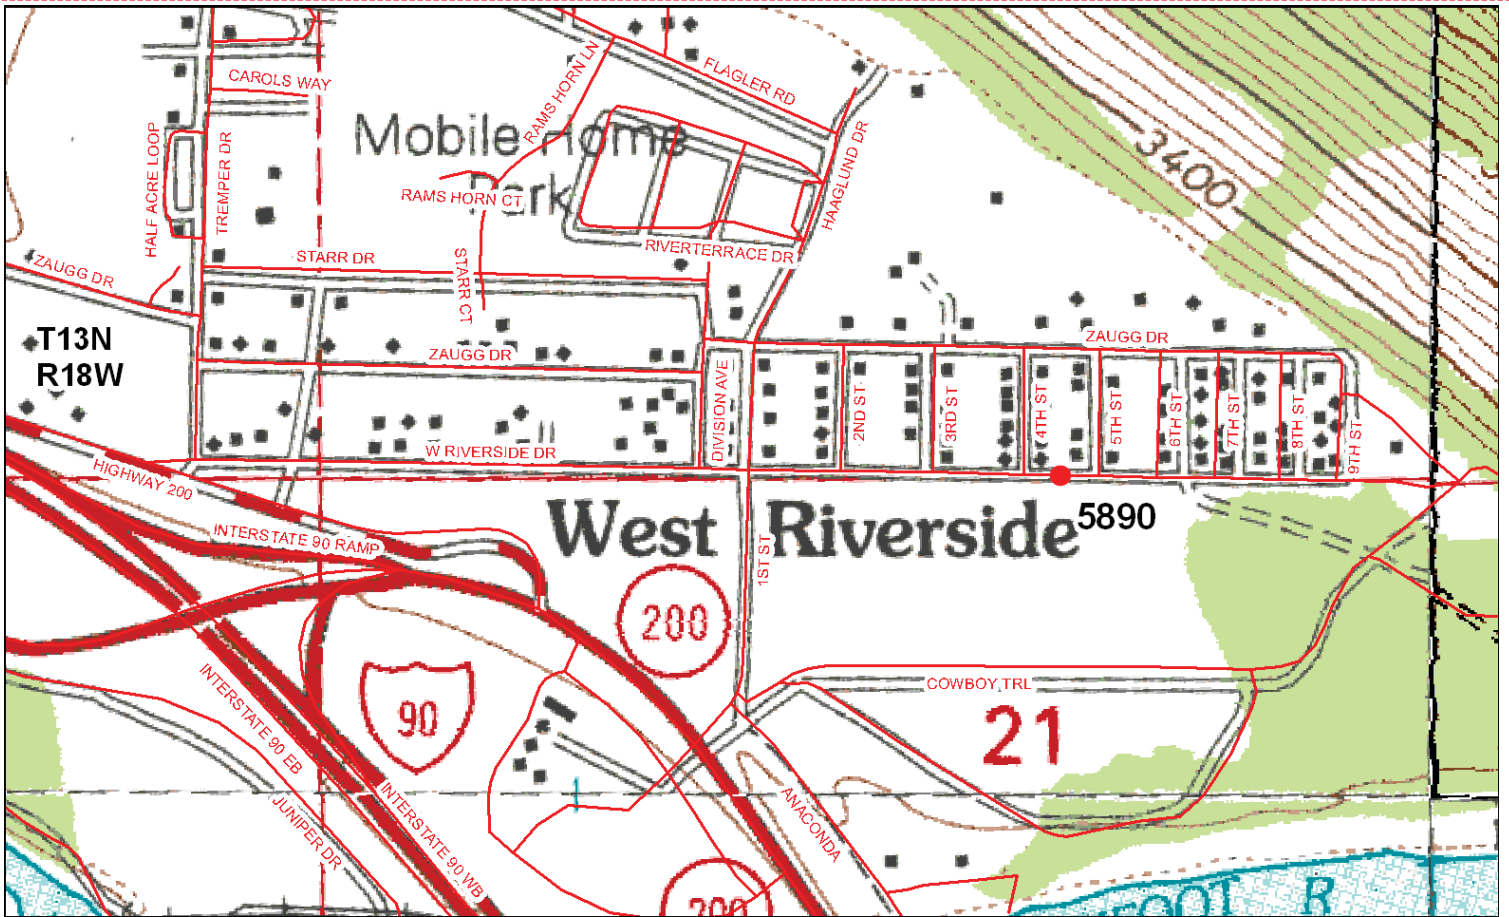 CAROLS WAY
RAMS HORN LN
FLAGLER RD
Mobile Home
Park
HALF ACRE LOOP
TREMPER DR
RAMS HORN CT
HAAGLUND DR
3400
ZAUGG DR
STARR DR
STARR CT
RIVERTERRACE DR
T13N
R18W
ZAUGG DR
ZAUGG DR
DIVISION AVE
2ND ST
3RD ST
4TH ST
5TH ST
6TH ST
7TH ST
8TH ST
9TH ST
W RIVERSIDE DR
HIGHWAY 200
INTERSTATE 90 RAMP
West Riverside
5890
1ST ST
200
90
INTERSTATE 90 EB
INTERSTATE 90 WB
JUNIPER DR
COWBOY TRL
21
ANACONDA
200
FOOT R